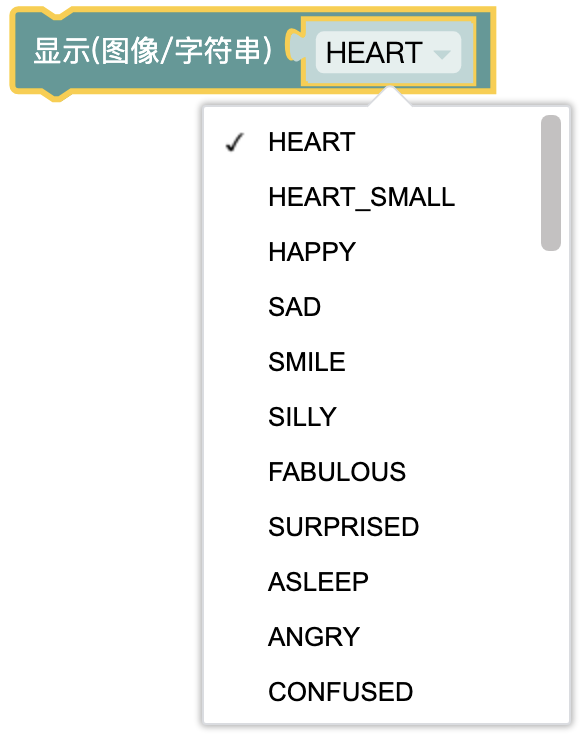 显示(图像/字符串) HEART
HEART
HEART_SMALL
HAPPY
SAD
SMILE
SILLY
FABULOUS
SURPRISED
ASLEEP
ANGRY
CONFUSED